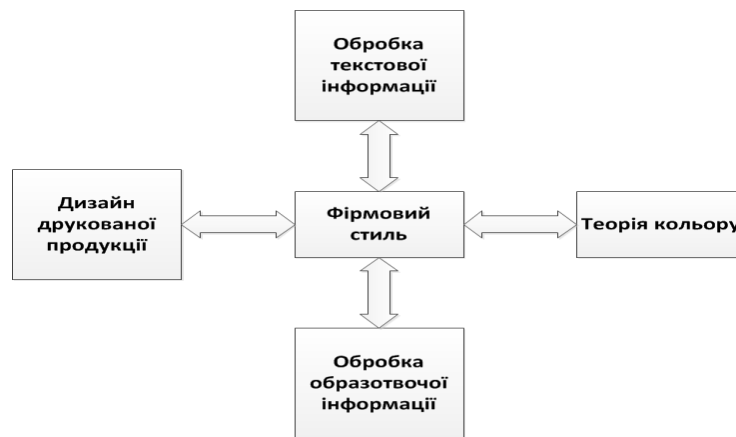 Обробка
текстової
інформації
Дизайн
друкованої
продукції
Фірмовий
стиль
Теорія кольору
Обробка
образотвочої
інформації